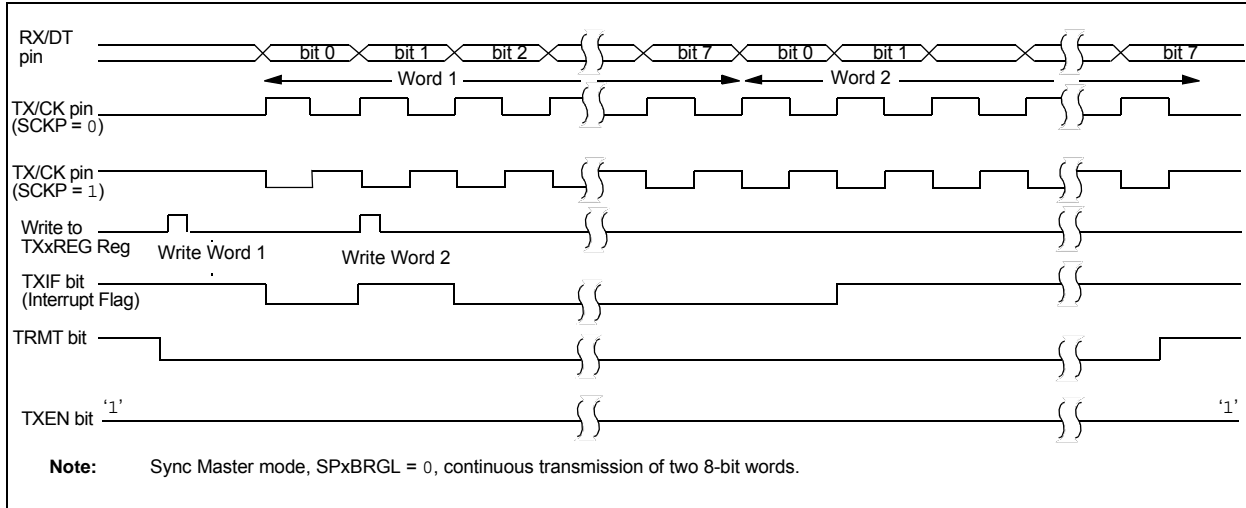 RX/DT
pin
bit 0 bit 1 bit 2 bit 7 bit 0 bit 1 bit 7
Word 1 Word 2
TX/CK pin
(SCKP = 0)
TX/CK pin
(SCKP = 1)
Write to
TXxREG Reg
Write Word 1 Write Word 2
TXIF bit
(Interrupt Flag)
TRMT bit
TXEN bit ‘1’ ‘1’
Note: Sync Master mode, SPxBRGL = 0, continuous transmission of two 8-bit words.